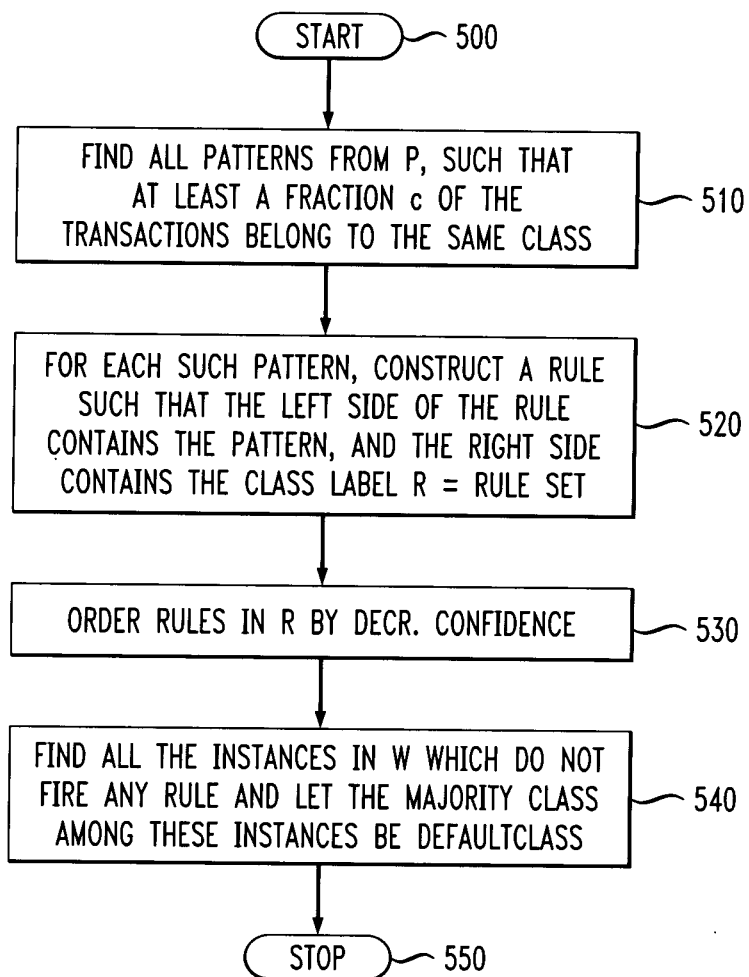 START
500
FIND ALL PATTERNS FROM P, SUCH THAT
AT LEAST A FRACTION c OF THE
TRANSACTIONS BELONG TO THE SAME CLASS
510
FOR EACH SUCH PATTERN, CONSTRUCT A RULE
SUCH THAT THE LEFT SIDE OF THE RULE
CONTAINS THE PATTERN, AND THE RIGHT SIDE
CONTAINS THE CLASS LABEL R = RULE SET
520
ORDER RULES IN R BY DECR. CONFIDENCE
530
FIND ALL THE INSTANCES IN W WHICH DO NOT
FIRE ANY RULE AND LET THE MAJORITY CLASS
AMONG THESE INSTANCES BE DEFAULTCLASS
540
STOP
550